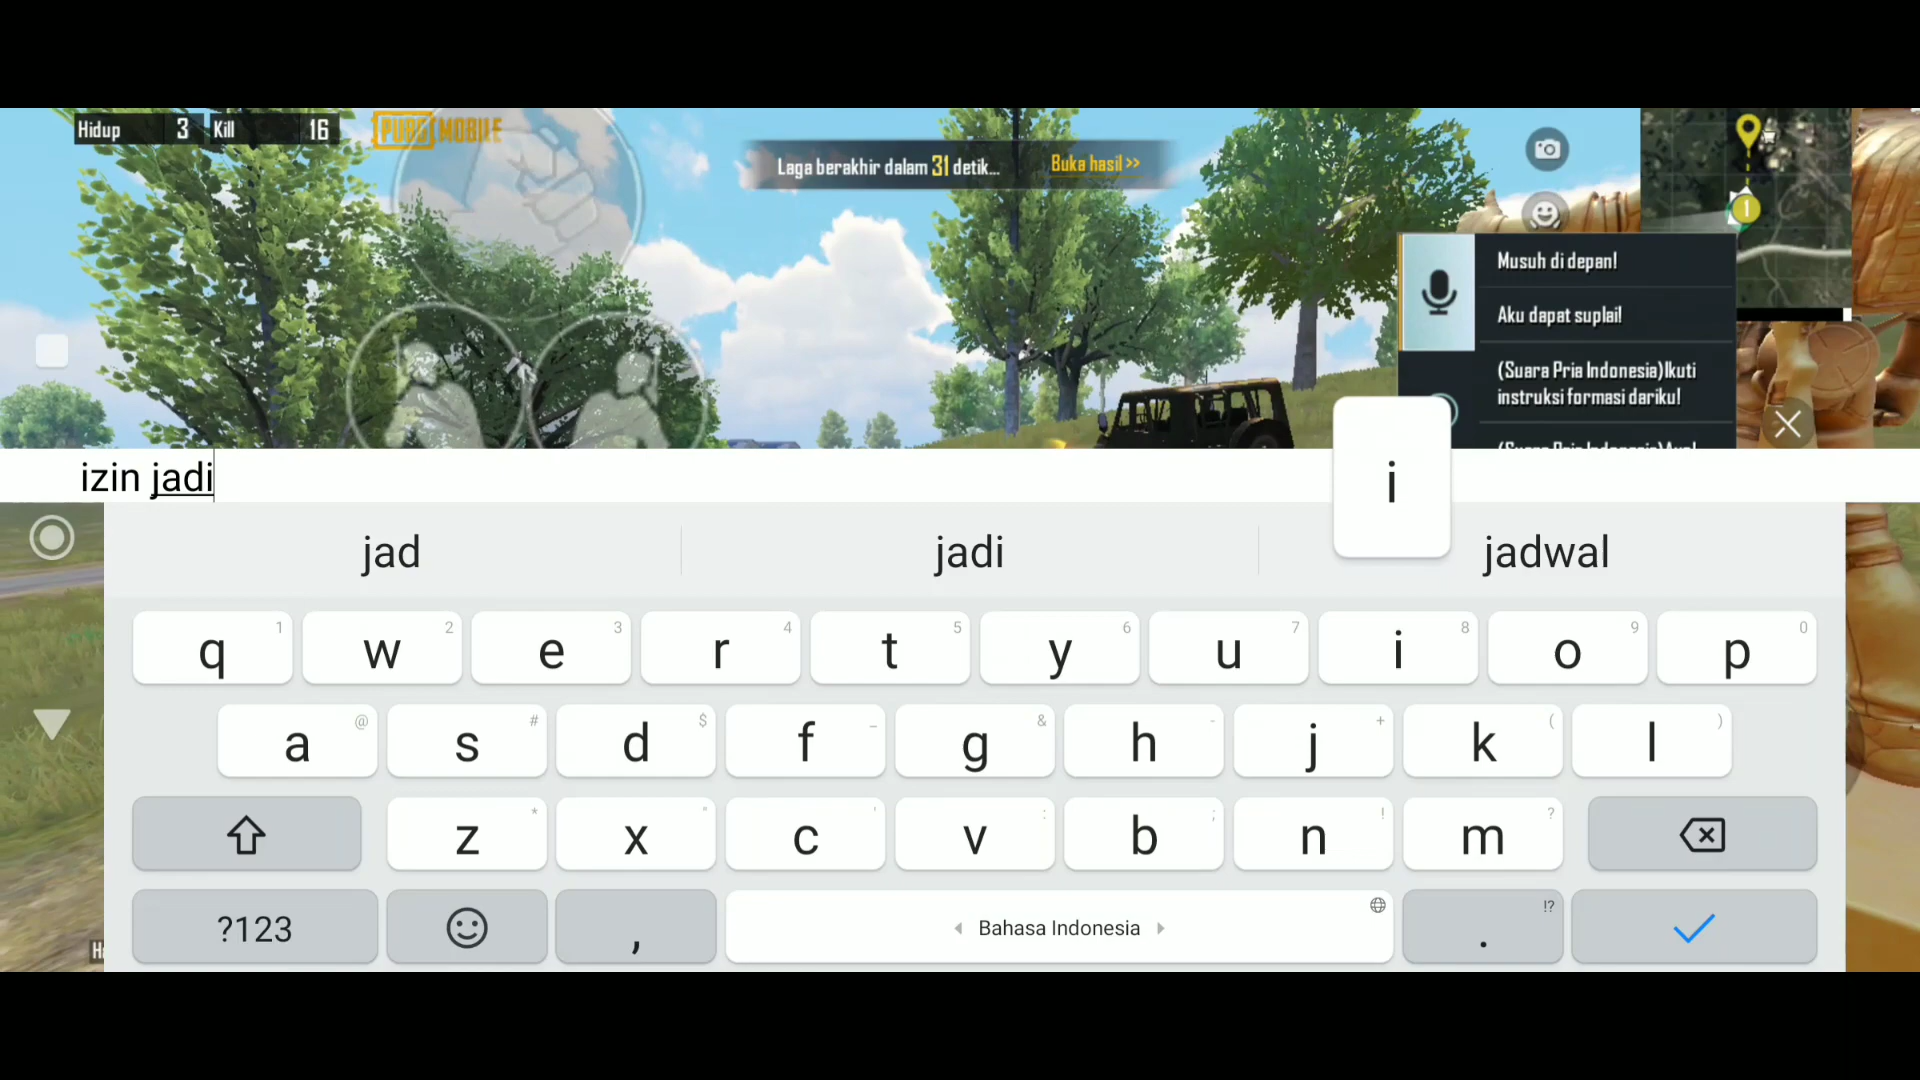 Hidup 3 Kill 16
PUBG MOBILE
Laga berakhir dalam 31 detik... Buka hasil >>
1
Musuh di depan!
Aku dapat suplai!
(Suara Pria Indonesia)Ikuti
instruksi formasi dariku!
izin jadi
i
jad jadi jadwal
q 1 w 2 e 3 r 4 t 5 y 6 u 7 i 8 o 9 p 0
a @ s # d $ f _ g & h - j + k ( l )
z * x " c ' v : b ; n ! m ?
?123 , Bahasa Indonesia . !?